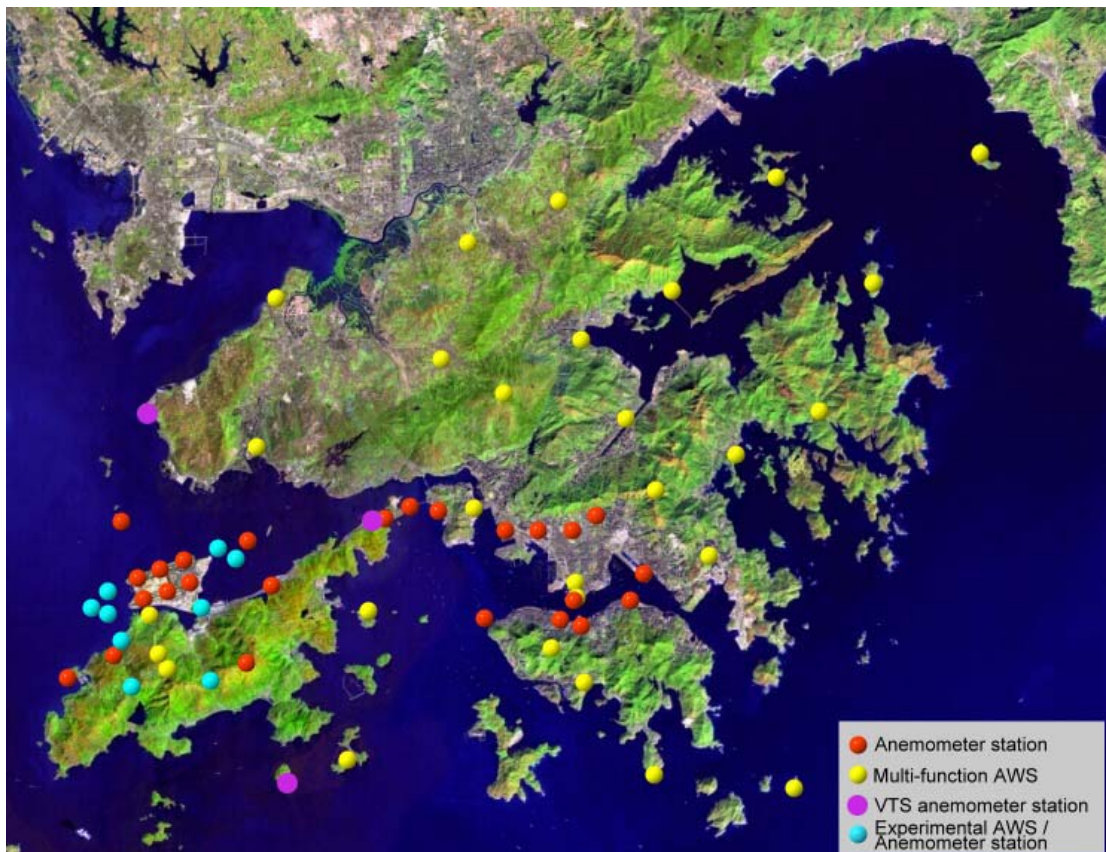 Anemometer station
Multi-function AWS
VTS anemometer station
Experimental AWS /
Anemometer station